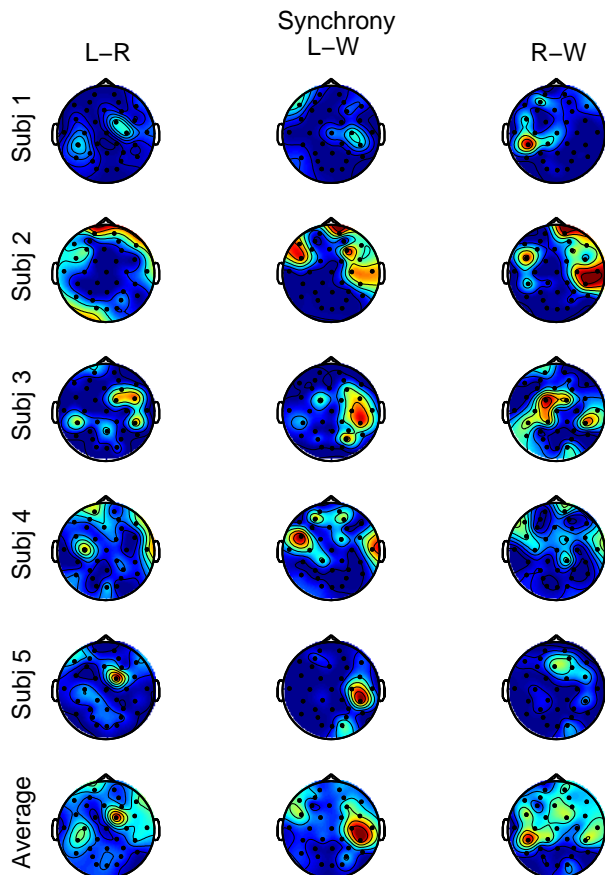 Synchrony
L–R
L–W
R–W
Subj 1
Subj 2
Subj 3
Subj 4
Subj 5
Average